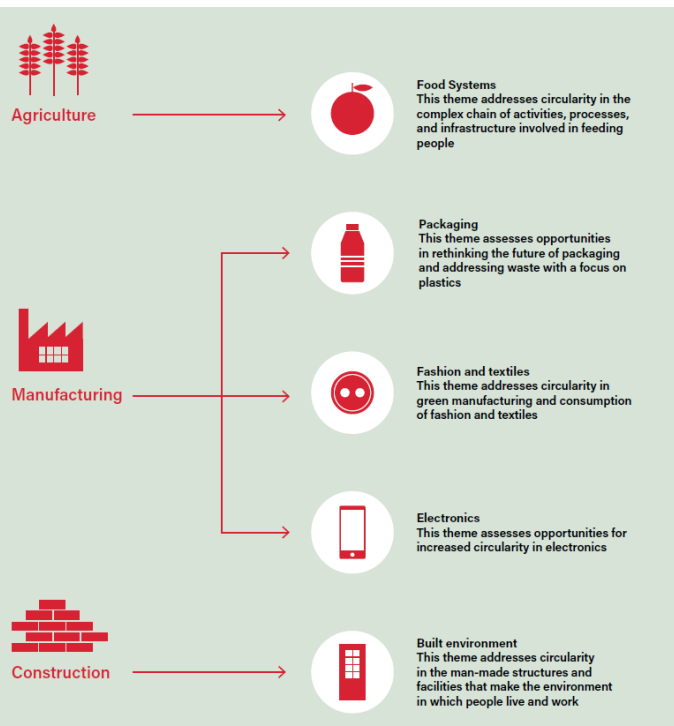 Agriculture
Food Systems
This theme addresses circularity in the
complex chain of activities, processes,
and infrastructure involved in feeding
people
Packaging
This theme assesses opportunities
in rethinking the future of packaging
and addressing waste with a focus on
plastics
Manufacturing
Fashion and textiles
This theme addresses circularity in
green manufacturing and consumption
of fashion and textiles
Electronics
This theme assesses opportunities for
increased circularity in electronics
Construction
Built environment
This theme addresses circularity
in the man-made structures and
facilities that make the environment
in which people live and work